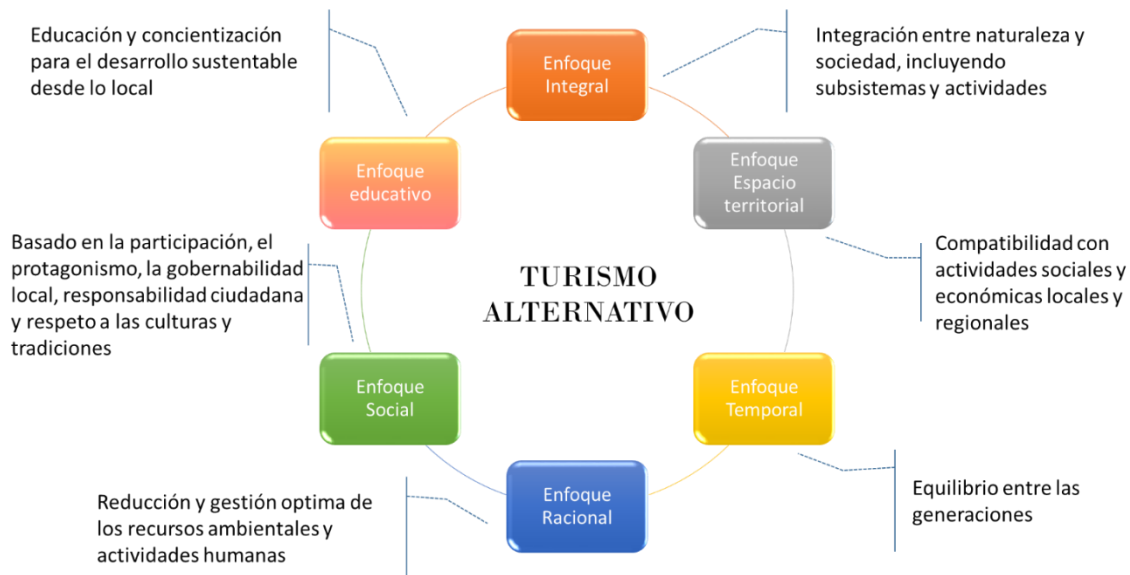 Educación y concientización
para el desarrollo sustentable
desde lo local
Enfoque
Integral
Integración entre naturaleza y
sociedad, incluyendo
subsistemas y actividades
Enfoque
educativo
Enfoque
Espacio
territorial
Basado en la participación, el
protagonismo, la gobernabilidad
local, responsabilidad ciudadana
y respeto a las culturas y
tradiciones
TURISMO
ALTERNATIVO
Compatibilidad con
actividades sociales y
económicas locales y
regionales
Enfoque
Social
Enfoque
Temporal
Reducción y gestión optima de
los recursos ambientales y
actividades humanas
Enfoque
Racional
Equilibrio entre las
generaciones